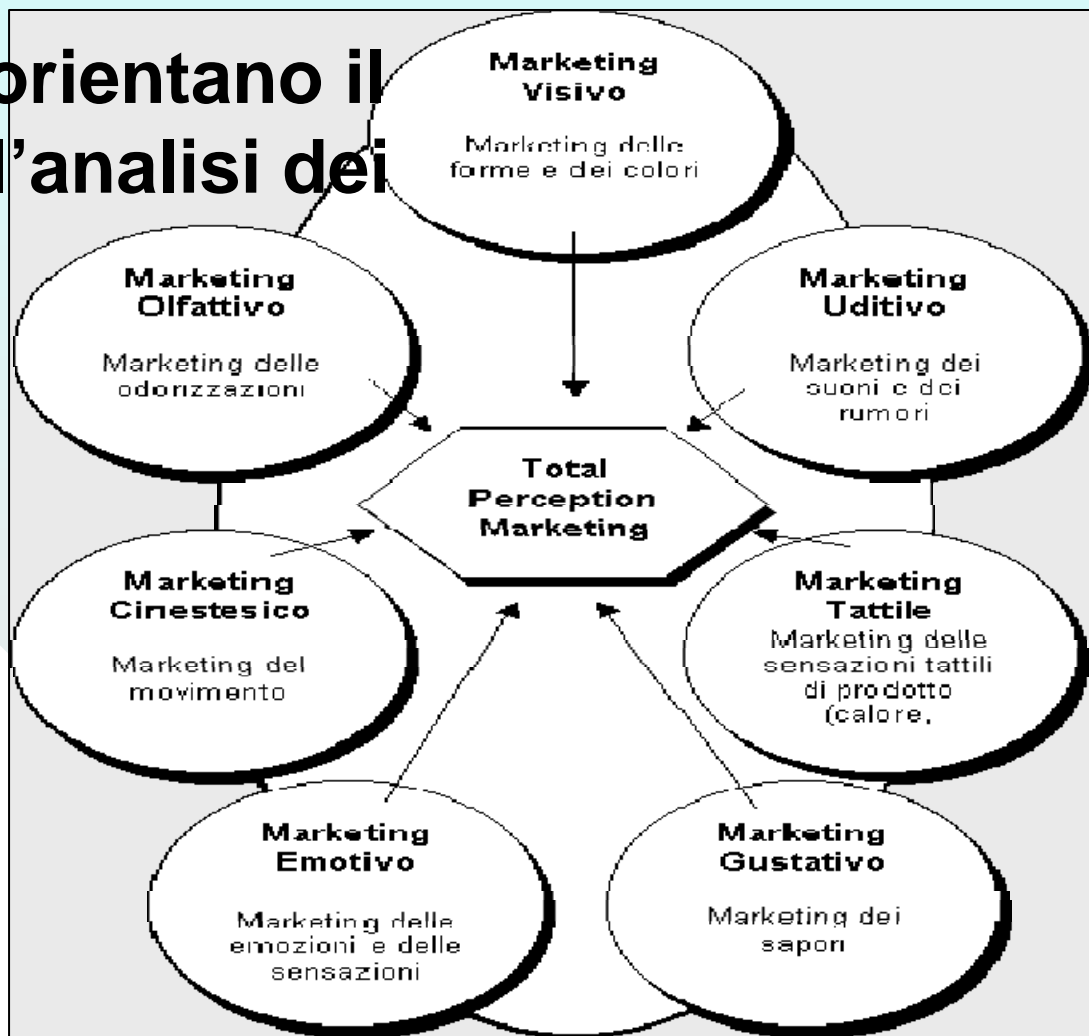 orientano il
l'analisi dei
Marketing
Visivo
Marketing delle
forme e dei colori
Marketing
Olfattivo
Marketing delle
odorizzazioni
Marketing
Uditivo
Marketing dei
suoni e dei
rumori
Total
Perception
Marketing
Marketing
Cinestesico
Marketing del
movimento
Marketing
Tattile
Marketing delle
sensazioni tattili
di prodotto
(calore,
Marketing
Emotivo
Marketing delle
emozioni e delle
sensazioni
Marketing
Gustativo
Marketing dei
sapori